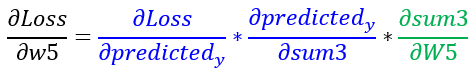 ∂Loss/∂w5 = ∂Loss/∂predicted_y * ∂predicted_y/∂sum3 * ∂sum3/∂W5